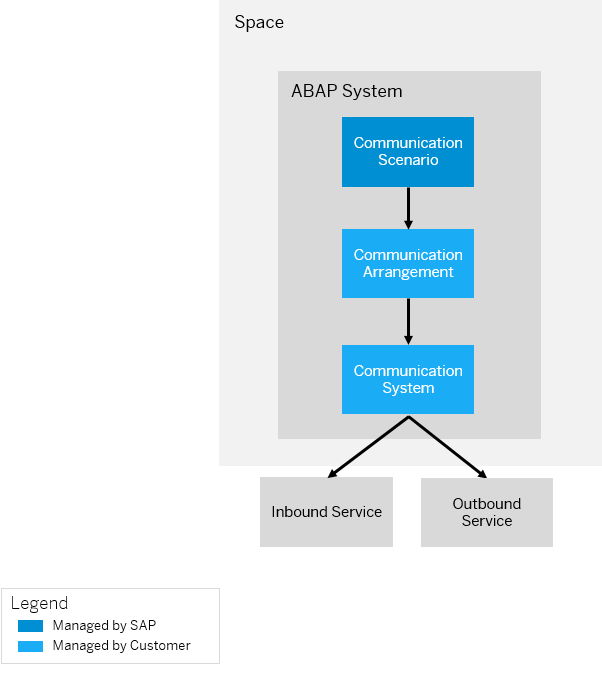 Space
ABAP System
Communication
Scenario
Communication
Arrangement
Communication
System
Inbound Service
Outbound
Service
Legend
Managed by SAP
Managed by Customer